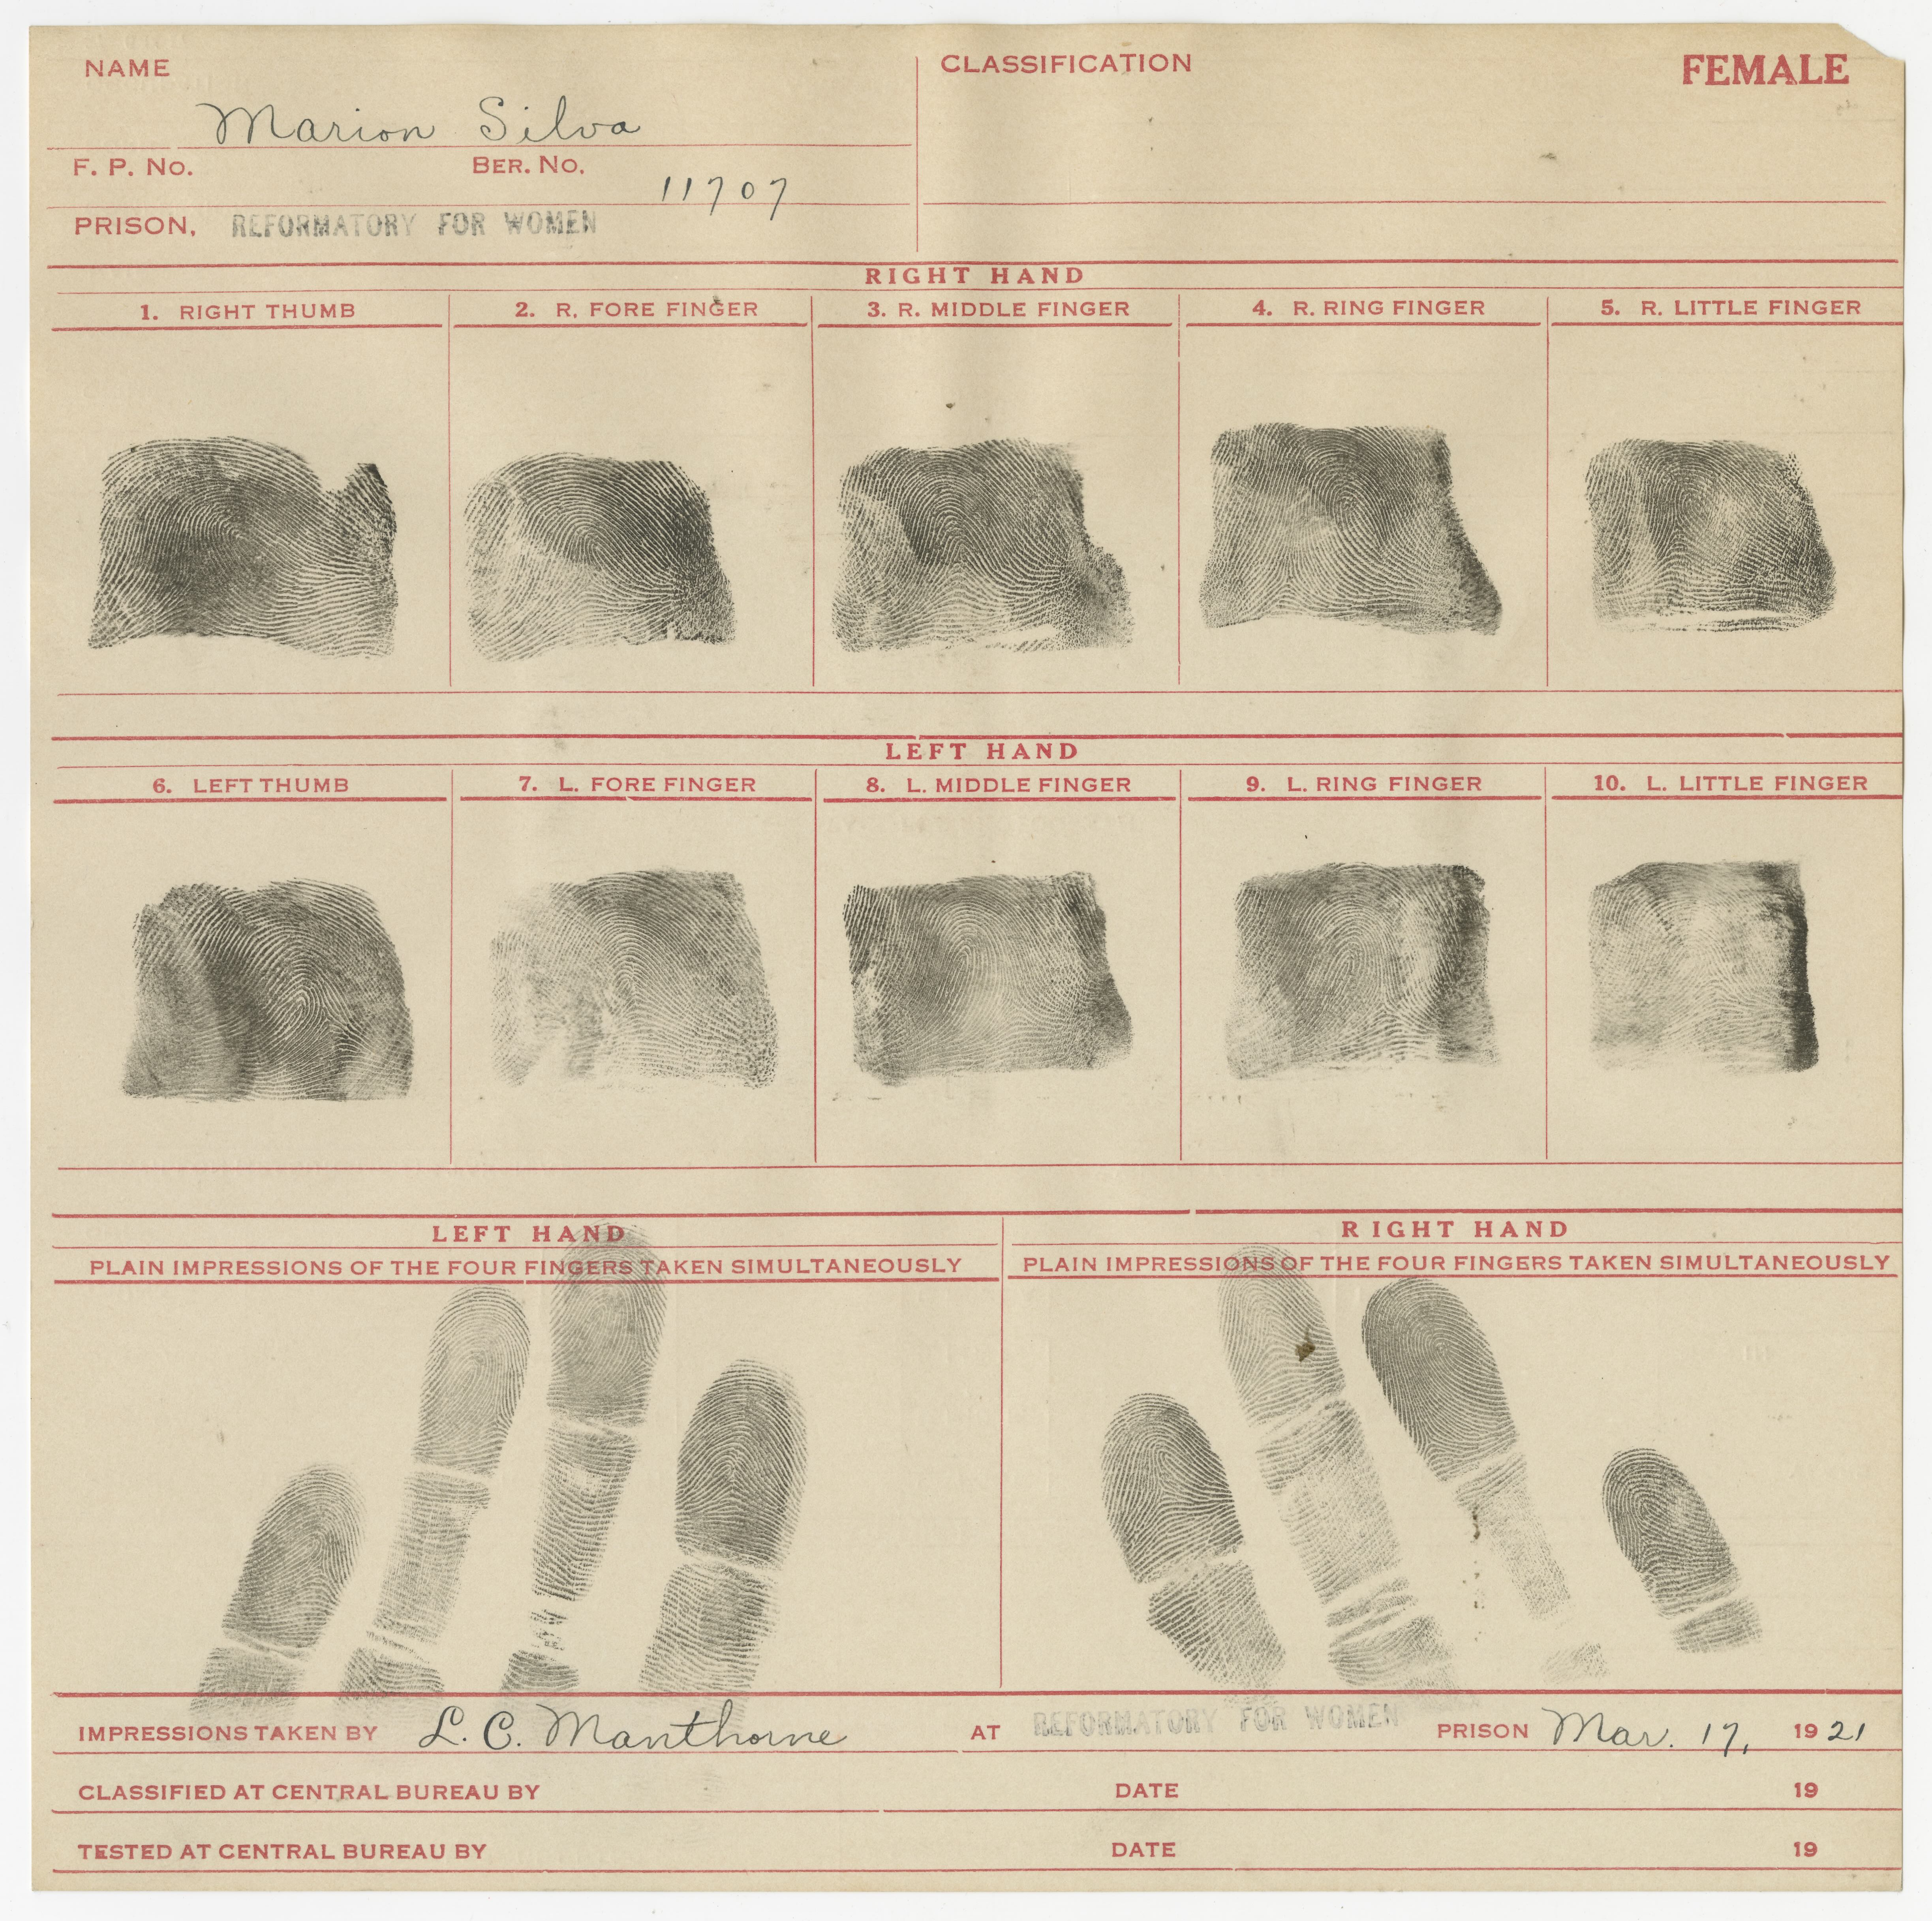 NAME Marion Silva
CLASSIFICATION
FEMALE
F. P. No. BER. No. 11707
PRISON, REFORMATORY FOR WOMEN
RIGHT HAND
1. RIGHT THUMB 2. R. FORE FINGER 3. R. MIDDLE FINGER 4. R. RING FINGER 5. R. LITTLE FINGER
LEFT HAND
6. LEFT THUMB 7. L. FORE FINGER 8. L. MIDDLE FINGER 9. L. RING FINGER 10. L. LITTLE FINGER
LEFT HAND
PLAIN IMPRESSIONS OF THE FOUR FINGERS TAKEN SIMULTANEOUSLY
RIGHT HAND
PLAIN IMPRESSIONS OF THE FOUR FINGERS TAKEN SIMULTANEOUSLY
IMPRESSIONS TAKEN BY L. C. Manthorne AT REFORMATORY FOR WOMEN PRISON Mar. 17, 1921
CLASSIFIED AT CENTRAL BUREAU BY DATE 19
TESTED AT CENTRAL BUREAU BY DATE 19